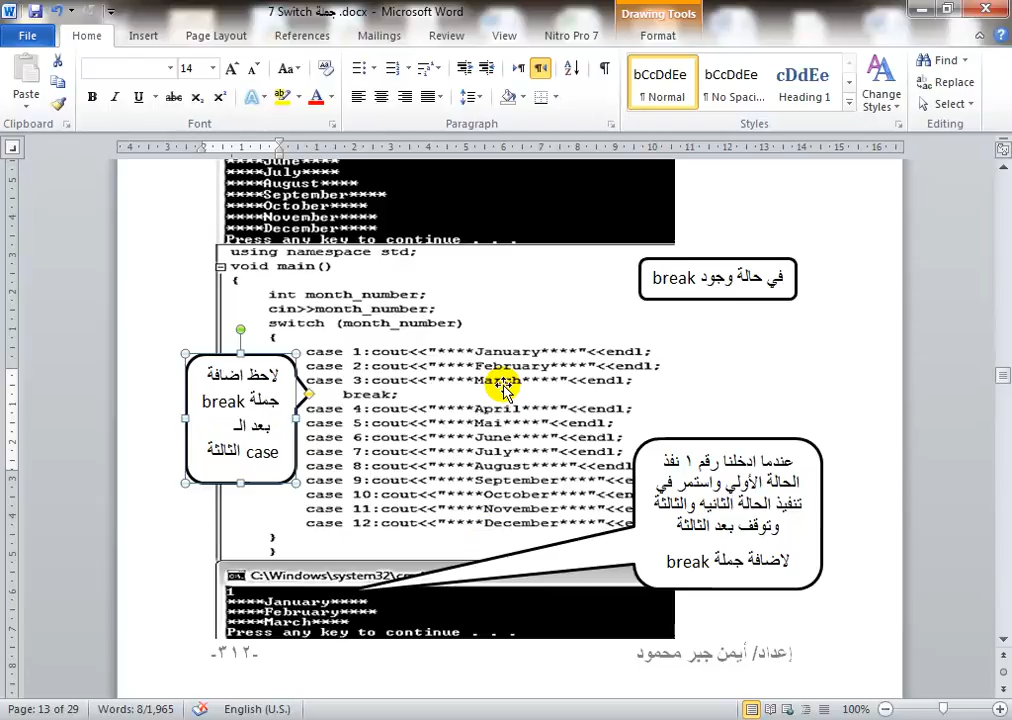 7 Switch جملة .docx - Microsoft Word
Drawing Tools
File Home Insert Page Layout References Mailings Review View Nitro Pro 7 Format
Paste
14
Aa
B I U abc X₂ X²
bCcDdEe bCcDdEe cDdEe
¶ Normal ¶ No Spaci... Heading 1
Change Styles
Find
Replace
Select
Clipboard Font Paragraph Styles Editing
****June****
****July****
****August****
****September****
****October****
****November****
****December****
Press any key to continue . . .
using namespace std;
void main()
{
int month_number;
cin>>month_number;
switch (month_number)
{
case 1:cout<<"****January****"<<endl;
case 2:cout<<"****February****"<<endl;
case 3:cout<<"****March****"<<endl;
break;
case 4:cout<<"****April****"<<endl;
case 5:cout<<"****Mai****"<<endl;
case 6:cout<<"****June****"<<endl;
case 7:cout<<"****July****"<<endl;
case 8:cout<<"****August****"<<endl
case 9:cout<<"****September****"<<e
case 10:cout<<"****October****"<<en
case 11:cout<<"****November****"<<e
case 12:cout<<"****December****"<<e
}
}
في حالة وجود break
لاحظ اضافة
جملة break
بعد الـ
case الثالثة
عندما ادخلنا رقم ١ نفذ
الحالة الأولي واستمر في
تنفيذ الحالة الثانيه والثالثة
وتوقف بعد الثالثة
لاضافة جملة break
C:\Windows\system32\cm
1
****January****
****February****
****March****
Press any key to continue . . .
إعداد/ أيمن جبر محمود
-٣١٢-
Page: 13 of 29 Words: 8/1,965 English (U.S.) 100%